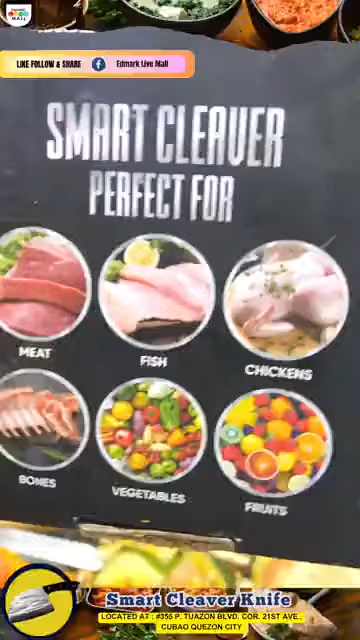 LIKE FOLLOW & SHARE
Edmark Live Mall
SMART CLEAVER
PERFECT FOR
MEAT
FISH
CHICKENS
BONES
VEGETABLES
FRUITS
Smart Cleaver Knife
LOCATED AT : #355 P. TUAZON BLVD. COR. 21ST AVE.,
CUBAO QUEZON CITY